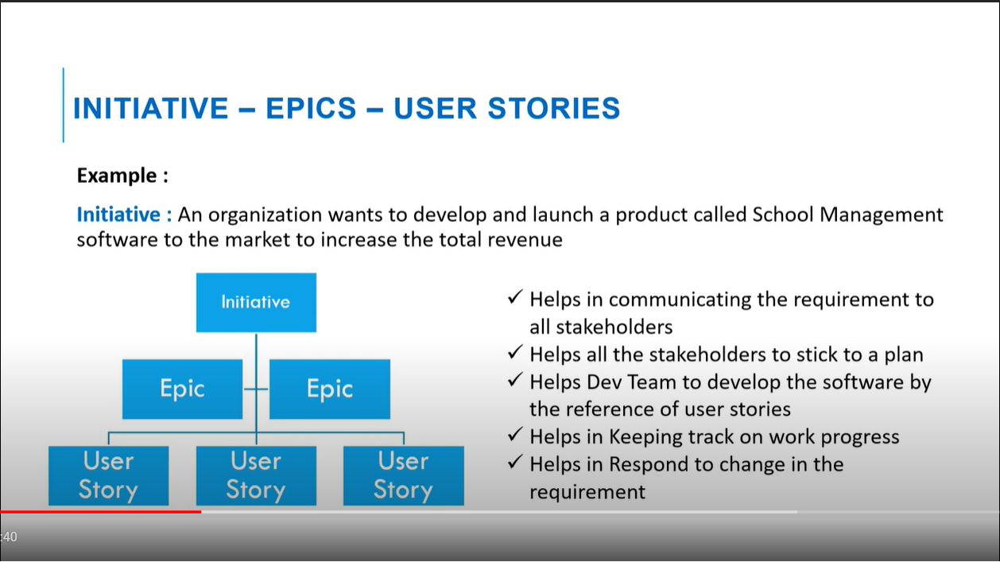 INITIATIVE – EPICS – USER STORIES
Example :
Initiative : An organization wants to develop and launch a product called School Management
software to the market to increase the total revenue
Initiative
Epic
Epic
User
Story
User
Story
User
Story
✓ Helps in communicating the requirement to
all stakeholders
✓ Helps all the stakeholders to stick to a plan
✓ Helps Dev Team to develop the software by
the reference of user stories
✓ Helps in Keeping track on work progress
✓ Helps in Respond to change in the
requirement
:40